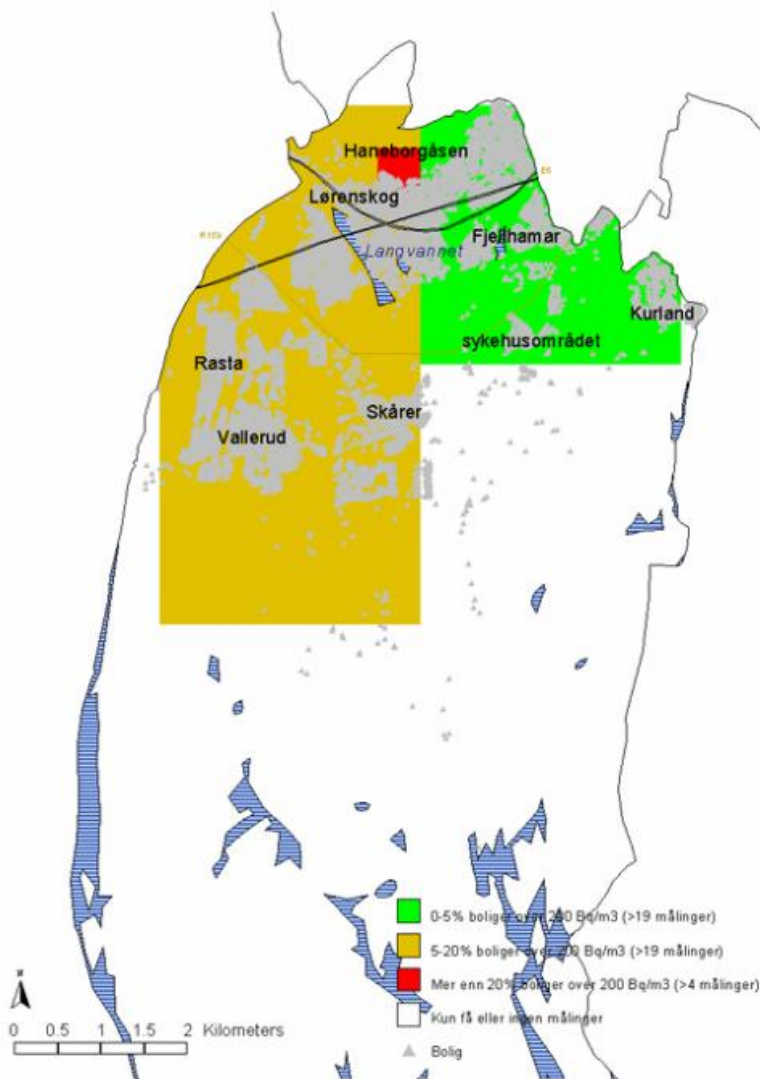 Haneborgåsen
E6
Lørenskog
Fjellhamar
Langvannet
Kurland
sykehusområdet
Rasta
Skårer
Vallerud
0-5% boliger over 200 Bq/m3 (>19 målinger)
5-20% boliger over 200 Bq/m3 (>19 målinger)
Mer enn 20% boliger over 200 Bq/m3 (>4 målinger)
Kun få eller ingen målinger
Bolig
N
0 0.5 1 2 Kilometers